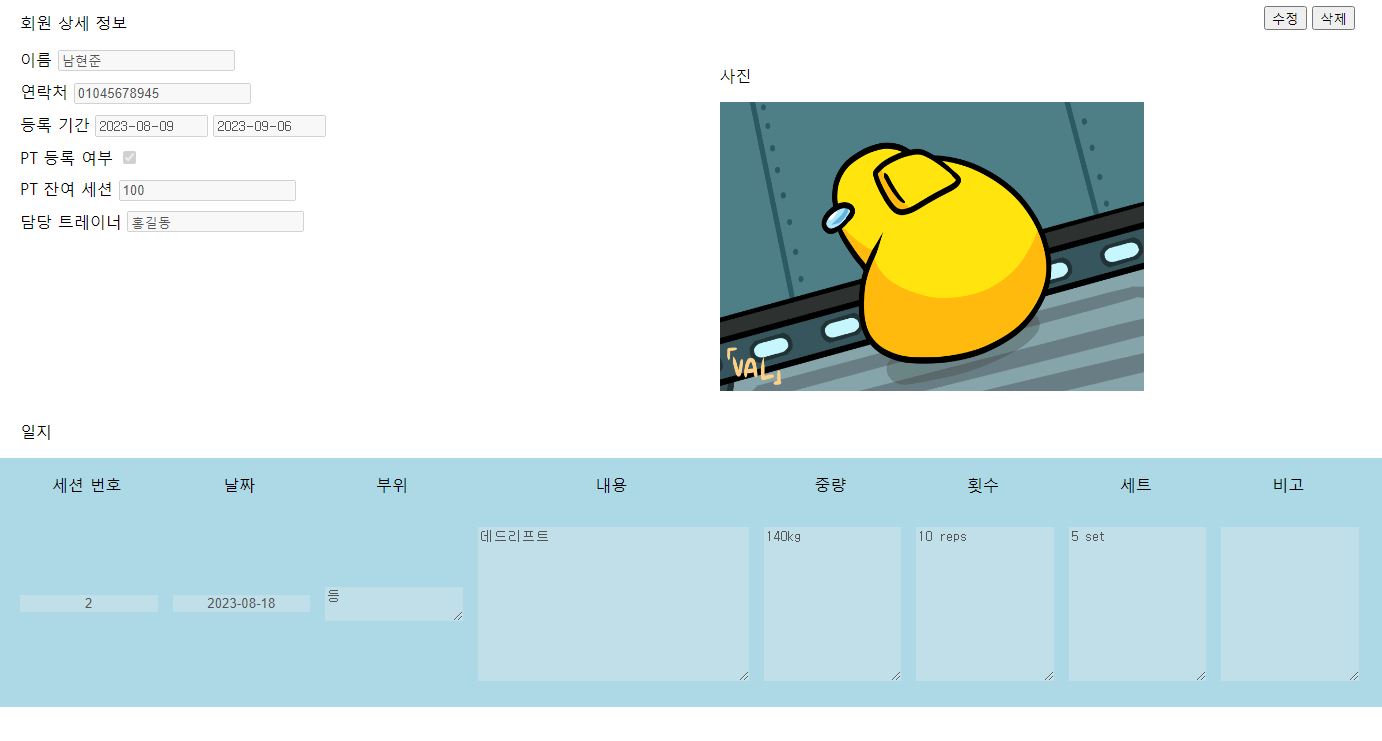 회원 상세 정보
수정 삭제
이름 남현준
연락처 01045678945
등록 기간 2023-08-09 2023-09-06
PT 등록 여부
PT 잔여 세션 100
담당 트레이너 홍길동
사진
「VAL」
일지
세션 번호 날짜 부위 내용 중량 횟수 세트 비고
2 2023-08-18 등 데드리프트 140kg 10 reps 5 set